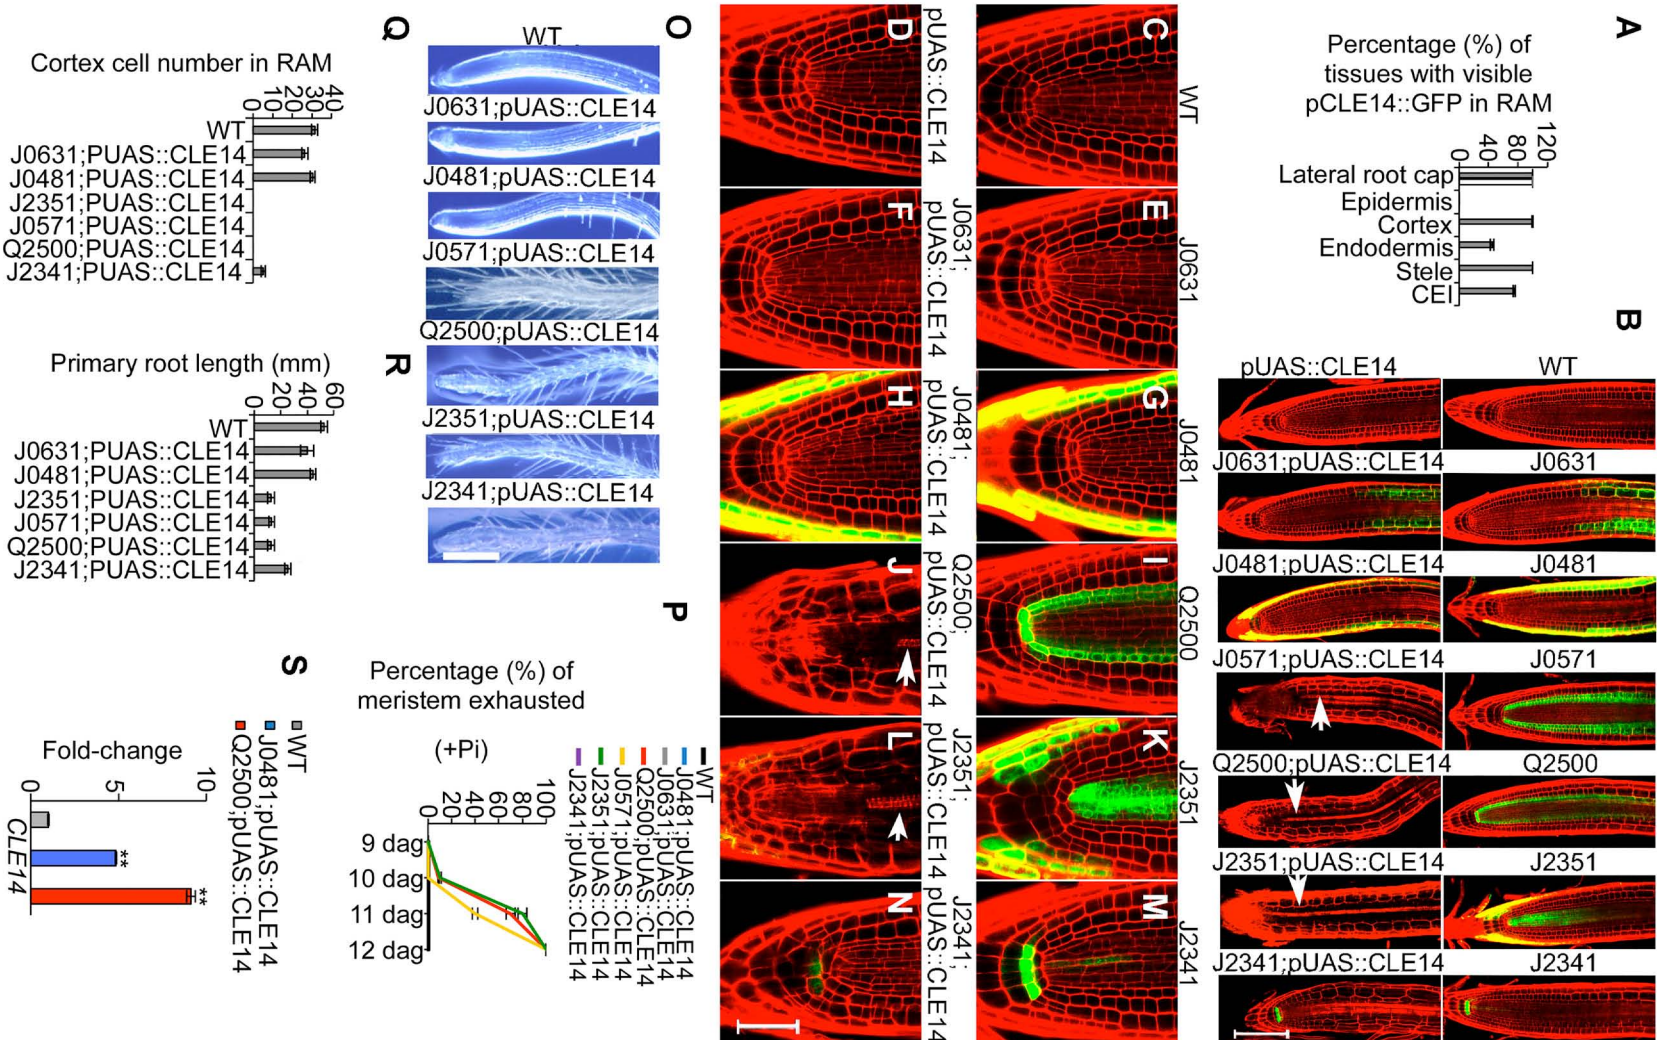 A
Percentage (%) of
tissues with visible
pCLE14::GFP in RAM
0
40
80
120
Lateral root cap
Epidermis
Cortex
Endodermis
Stele
CEI
B
pUAS::CLE14
WT
J0631;pUAS::CLE14
J0631
J0481;pUAS::CLE14
J0481
J0571;pUAS::CLE14
J0571
Q2500;pUAS::CLE14
Q2500
J2351;pUAS::CLE14
J2351
J2341;pUAS::CLE14
J2341
C
WT
D
pUAS::CLE14
E
J0631
F
J0631;
pUAS::CLE14
G
J0481
H
J0481;
pUAS::CLE14
I
Q2500
J
Q2500;
pUAS::CLE14
K
J2351
L
J2351;
pUAS::CLE14
M
J2341
N
J2341;
pUAS::CLE14
O
WT
J0631;pUAS::CLE14
J0481;pUAS::CLE14
J0571;pUAS::CLE14
Q2500;pUAS::CLE14
J2351;pUAS::CLE14
J2341;pUAS::CLE14
P
Percentage (%) of
meristem exhausted
(+Pi)
0
20
40
60
80
100
9 dag
10 dag
11 dag
12 dag
WT
J0481;pUAS::CLE14
J0631;pUAS::CLE14
Q2500;pUAS::CLE14
J0571;pUAS::CLE14
J2351;pUAS::CLE14
J2341;pUAS::CLE14
Q
Cortex cell number in RAM
0
10
20
30
40
WT
J0631;PUAS::CLE14
J0481;PUAS::CLE14
J2351;PUAS::CLE14
J0571;PUAS::CLE14
Q2500;PUAS::CLE14
J2341;PUAS::CLE14
R
Primary root length (mm)
0
20
40
60
WT
J0631;PUAS::CLE14
J0481;PUAS::CLE14
J2351;PUAS::CLE14
J0571;PUAS::CLE14
Q2500;PUAS::CLE14
J2341;PUAS::CLE14
S
WT
J0481;pUAS::CLE14
Q2500;pUAS::CLE14
Fold-change
0
5
10
**
**
CLE14